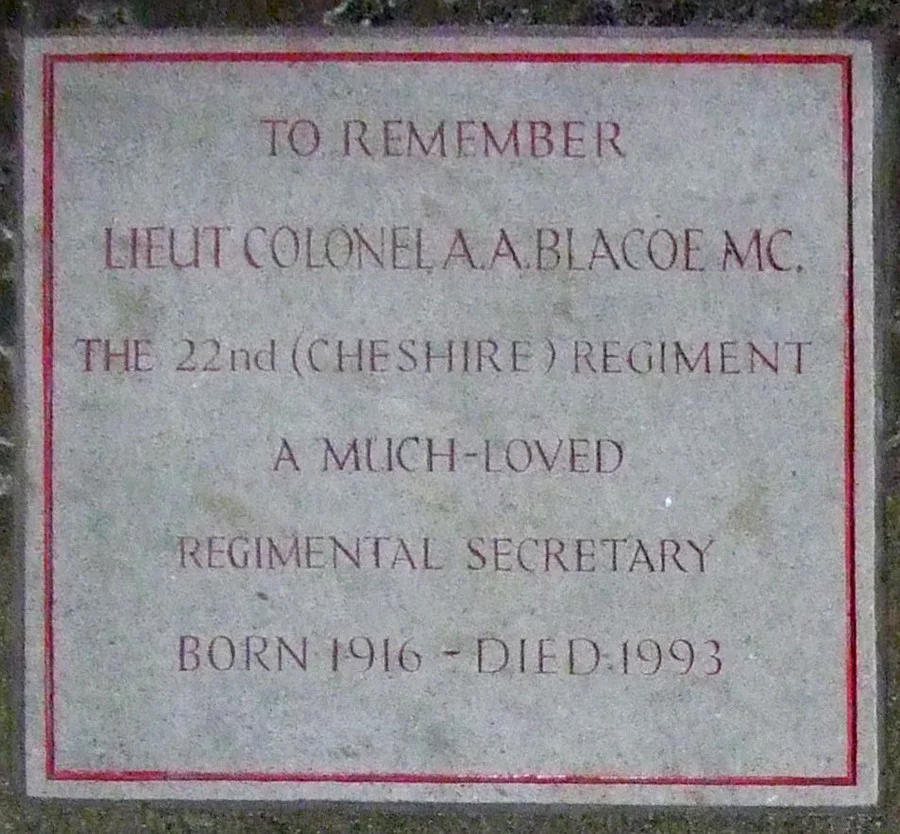 TO REMEMBER
LIEUT COLONEL A.A.BLACOE MC.
THE 22nd (CHESHIRE) REGIMENT
A MUCH-LOVED
REGIMENTAL SECRETARY
BORN 1916 - DIED 1993